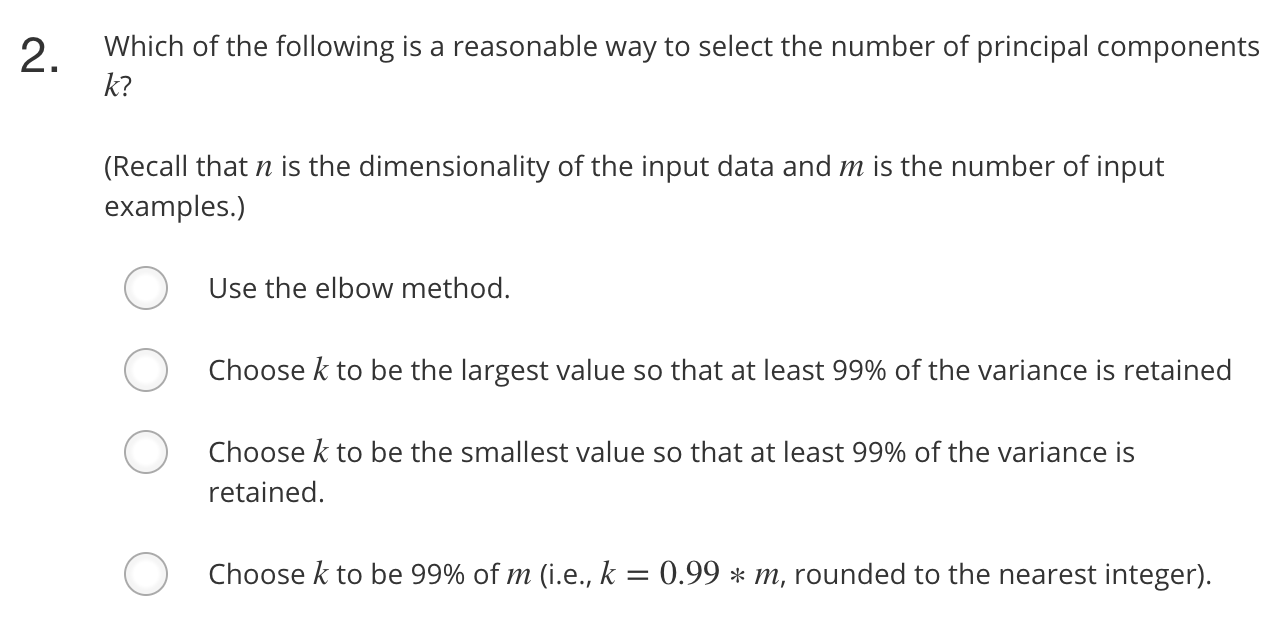 2. Which of the following is a reasonable way to select the number of principal components
k?
(Recall that n is the dimensionality of the input data and m is the number of input
examples.)
Use the elbow method.
Choose k to be the largest value so that at least 99% of the variance is retained
Choose k to be the smallest value so that at least 99% of the variance is
retained.
Choose k to be 99% of m (i.e., k = 0.99 ∗ m, rounded to the nearest integer).